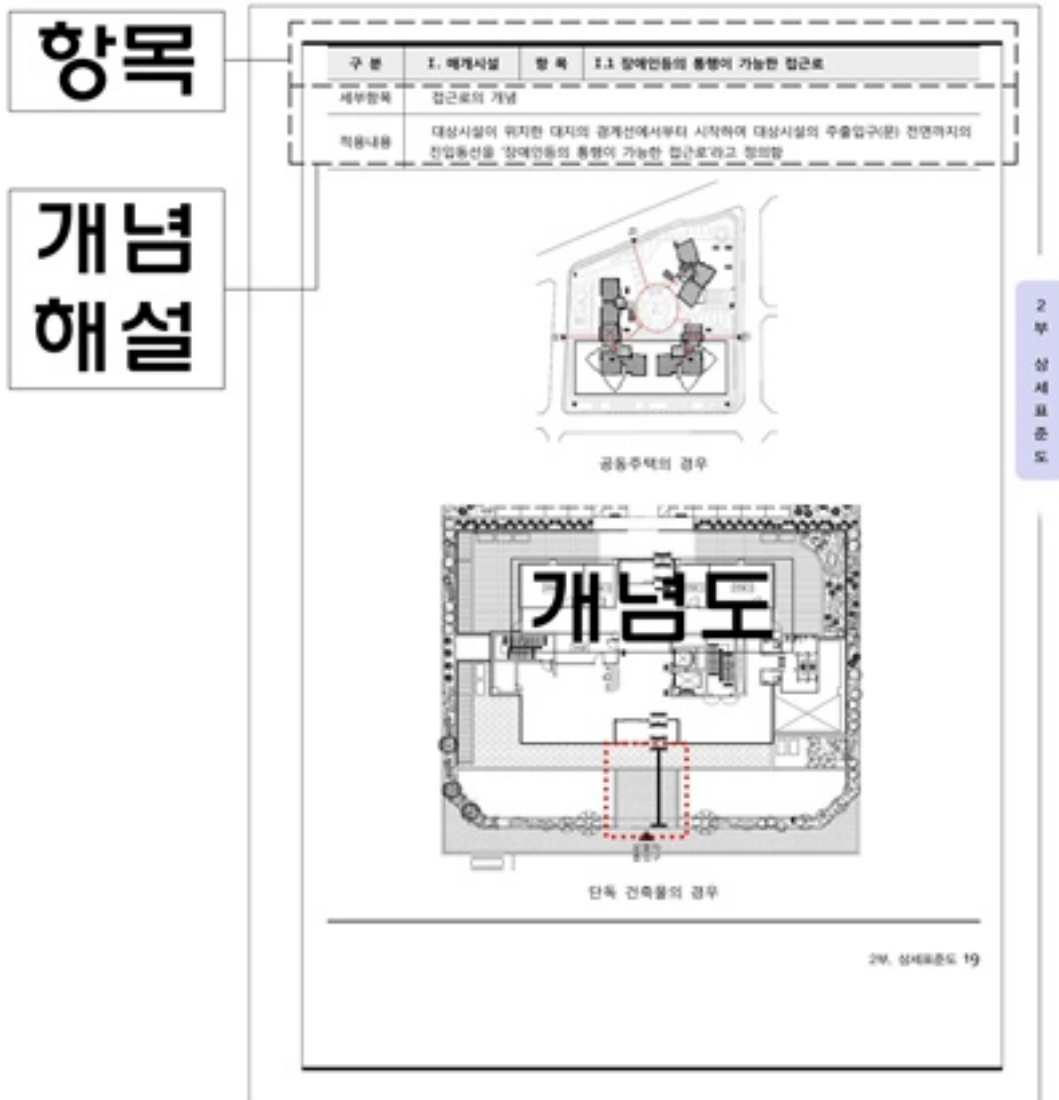 항목
구 분 I. 매개시설 항 목 I.1 장애인등의 통행이 가능한 접근로
세부항목 접근로의 개념
적용내용 대상시설이 위치한 대지의 경계선에서부터 시작하여 대상시설의 주출입구(문) 전면까지의
진입동선을 '장애인등의 통행이 가능한 접근로'라고 정의함
개념
해설
공동주택의 경우
개념도
단독 건축물의 경우
2부. 상세표준도 19
2부 상세표준도